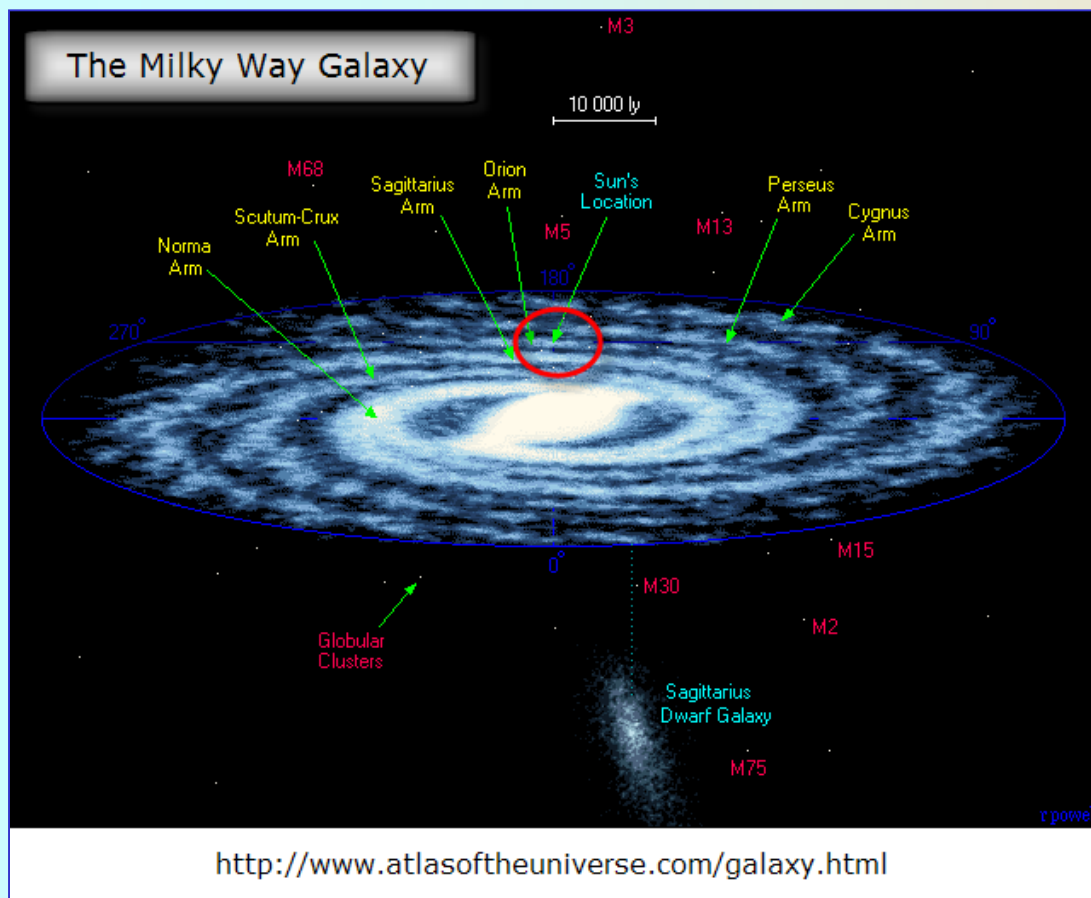 The Milky Way Galaxy
M3
10 000 ly
M68
Sagittarius
Arm
Orion
Arm
Sun's
Location
Perseus
Arm
Cygnus
Arm
Scutum-Crux
Arm
Norma
Arm
M5
M13
180°
270°
90°
0°
M15
M30
M2
Globular
Clusters
Sagittarius
Dwarf Galaxy
M75
r powe
http://www.atlasoftheuniverse.com/galaxy.html